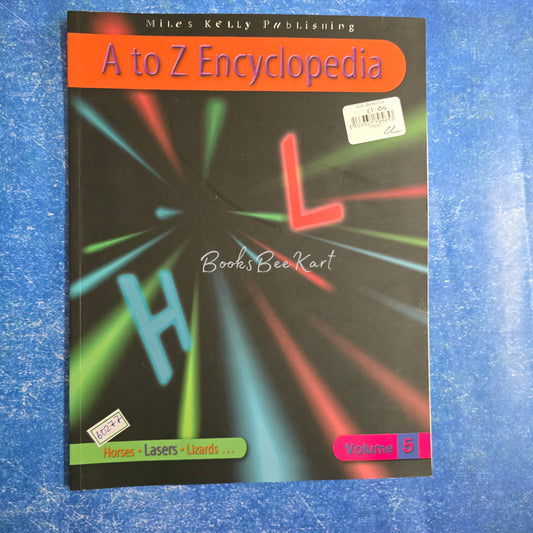 Miles Kelly Publishing
A to Z Encyclopedia
L
BooksBeeKart
H
Horses • Lasers • Lizards ...
Volume 5